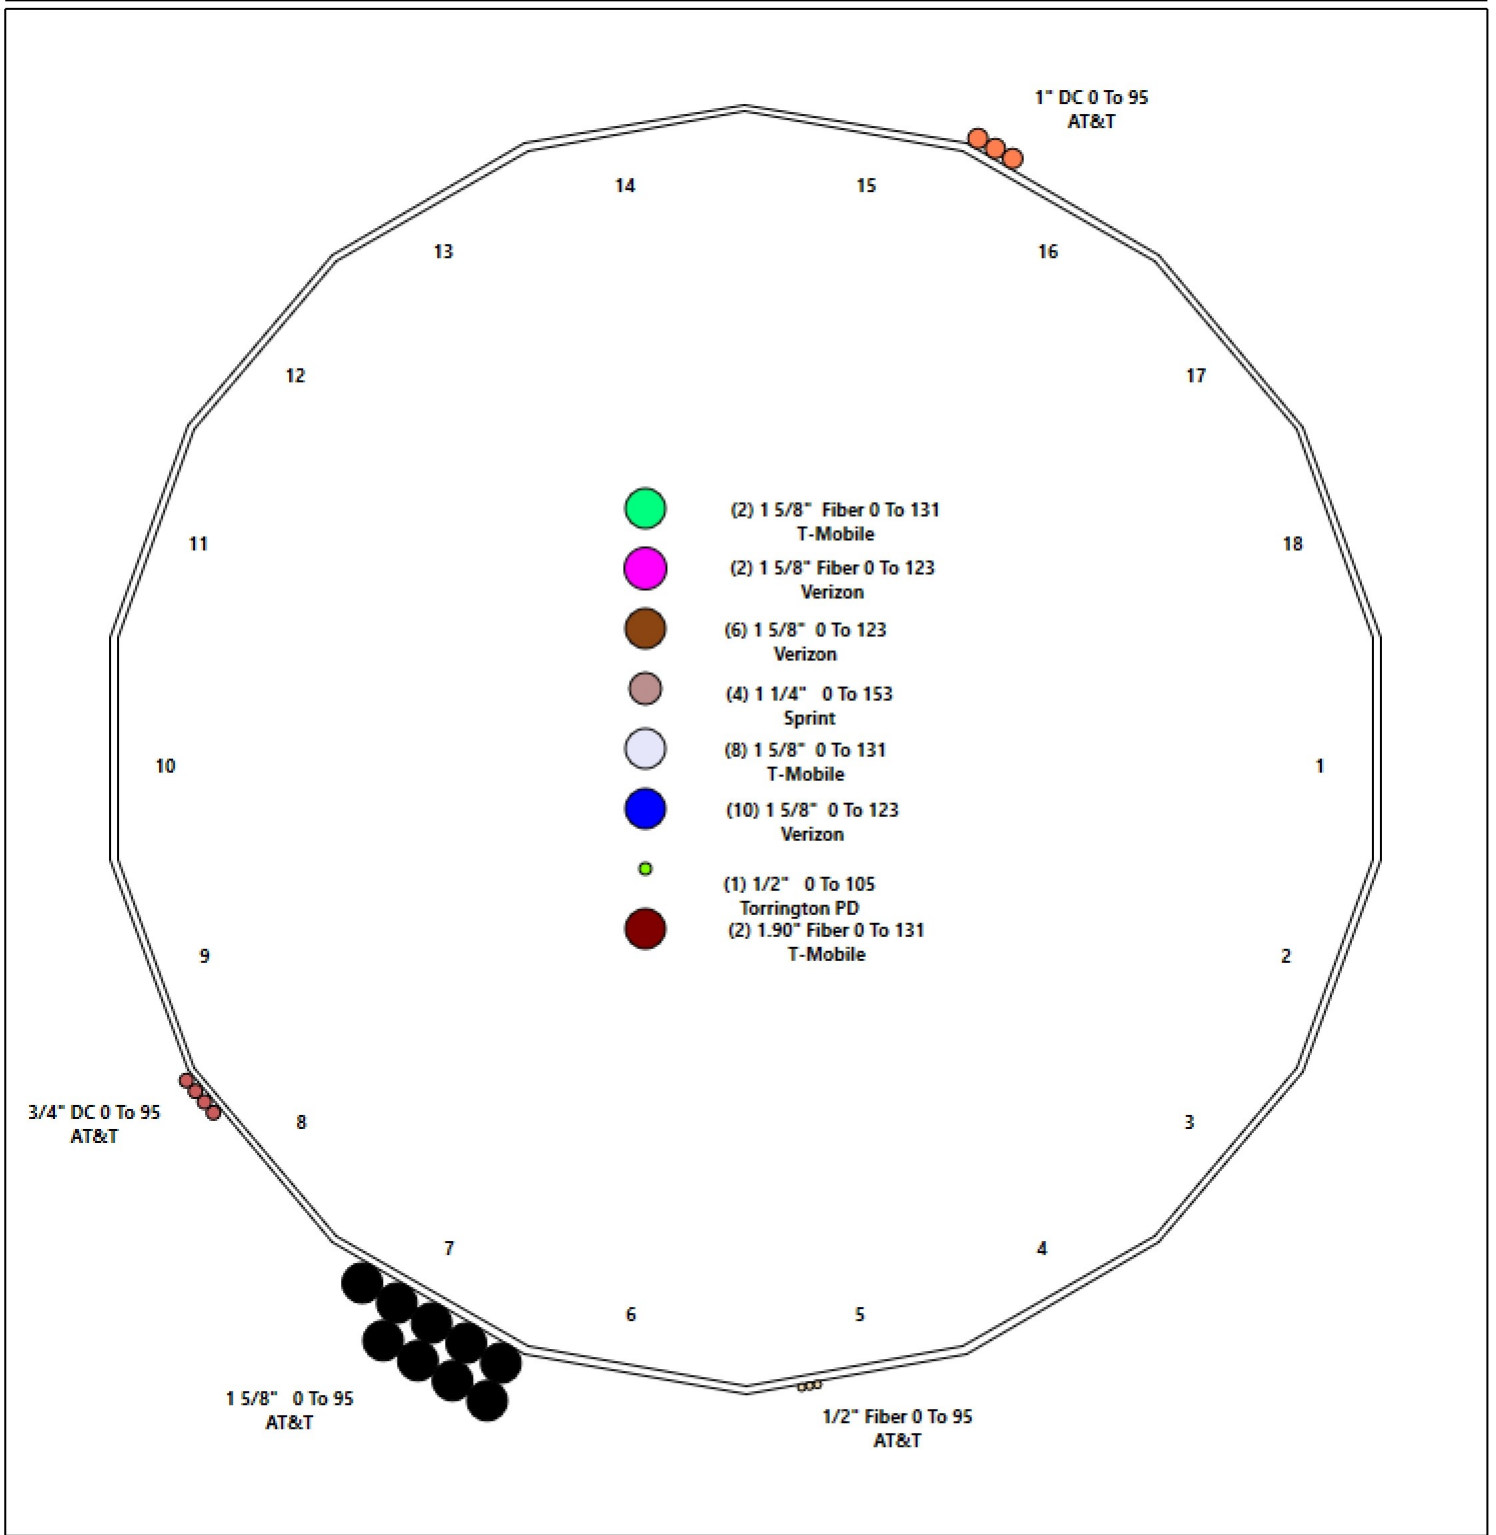 1" DC 0 To 95
AT&T
14
15
13
16
12
17
11
18
(2) 1 5/8"  Fiber 0 To 131
T-Mobile
(2) 1 5/8" Fiber 0 To 123
Verizon
(6) 1 5/8"  0 To 123
Verizon
(4) 1 1/4"   0 To 153
Sprint
(8) 1 5/8"  0 To 131
T-Mobile
10
1
(10) 1 5/8"  0 To 123
Verizon
(1) 1/2"   0 To 105
Torrington PD
(2) 1.90" Fiber 0 To 131
T-Mobile
9
2
3/4" DC 0 To 95
AT&T
8
3
7
4
6
5
1 5/8"   0 To 95
AT&T
1/2" Fiber 0 To 95
AT&T